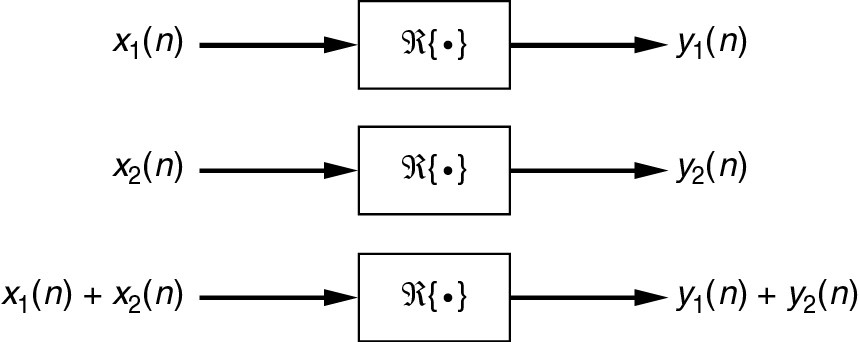 x₁(n) ℜ{•} y₁(n)
x₂(n) ℜ{•} y₂(n)
x₁(n) + x₂(n) ℜ{•} y₁(n) + y₂(n)